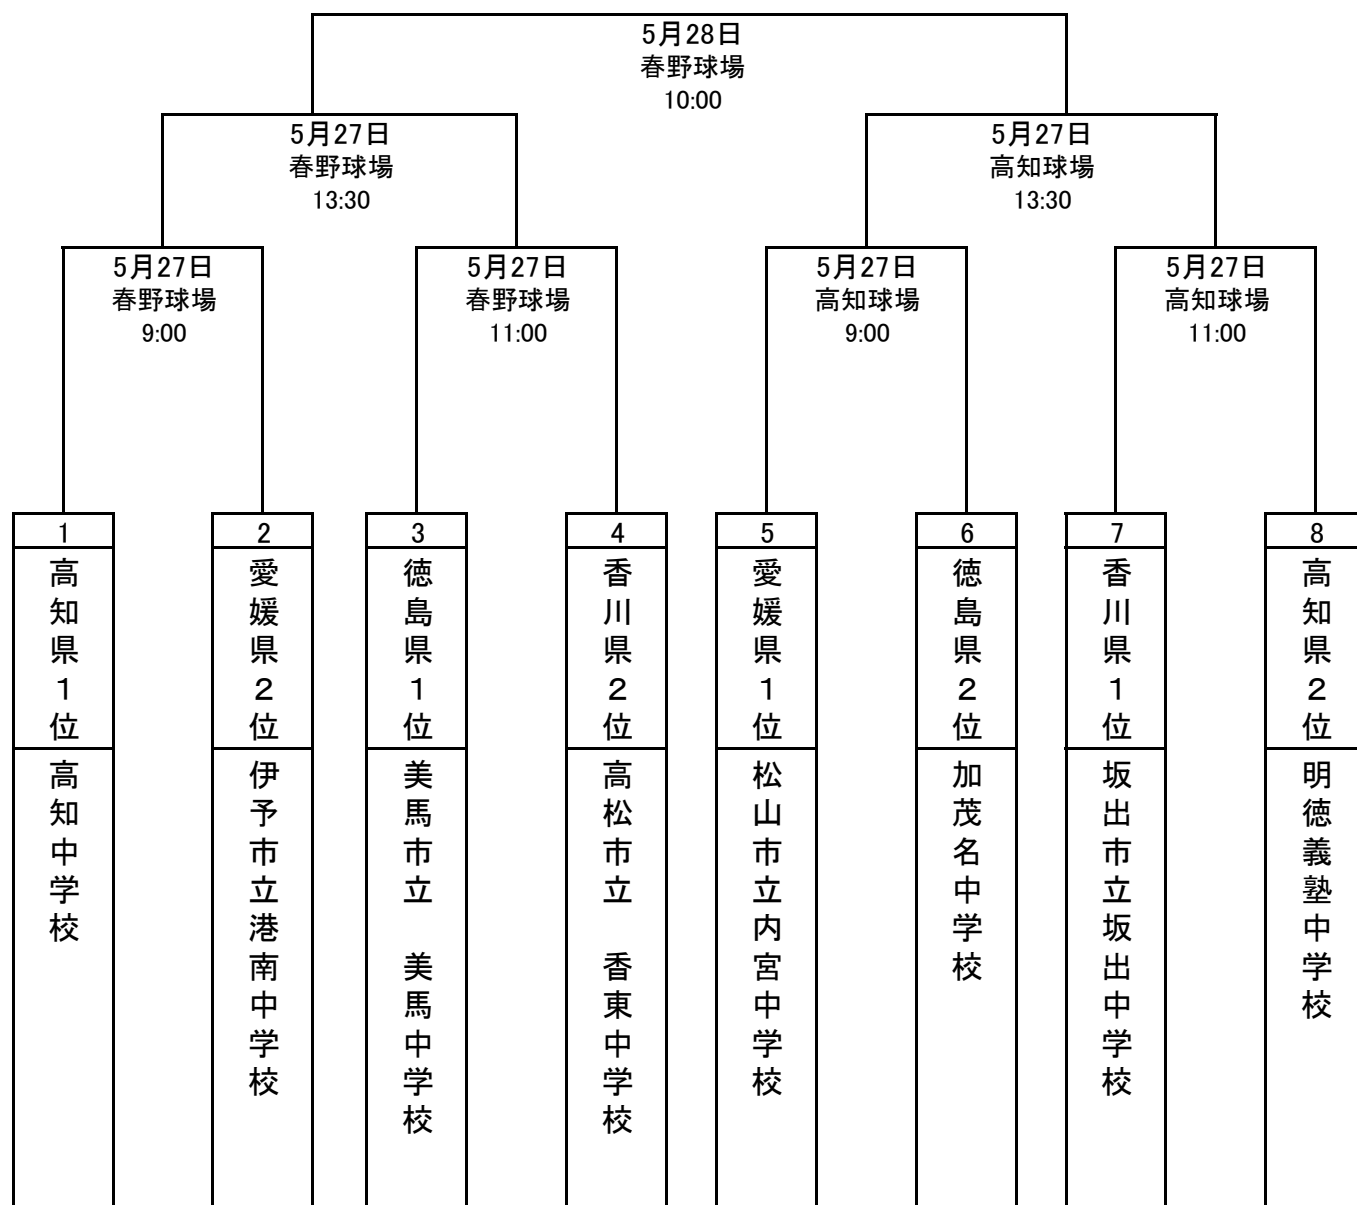 5月28日
春野球場
10:00
5月27日
春野球場
13:30
5月27日
高知球場
13:30
5月27日
春野球場
9:00
5月27日
春野球場
11:00
5月27日
高知球場
9:00
5月27日
高知球場
11:00
1
高知県1位
高知中学校
2
愛媛県2位
伊予市立港南中学校
3
徳島県1位
美馬市立　美馬中学校
4
香川県2位
高松市立　香東中学校
5
愛媛県1位
松山市立内宮中学校
6
徳島県2位
加茂名中学校
7
香川県1位
坂出市立坂出中学校
8
高知県2位
明徳義塾中学校